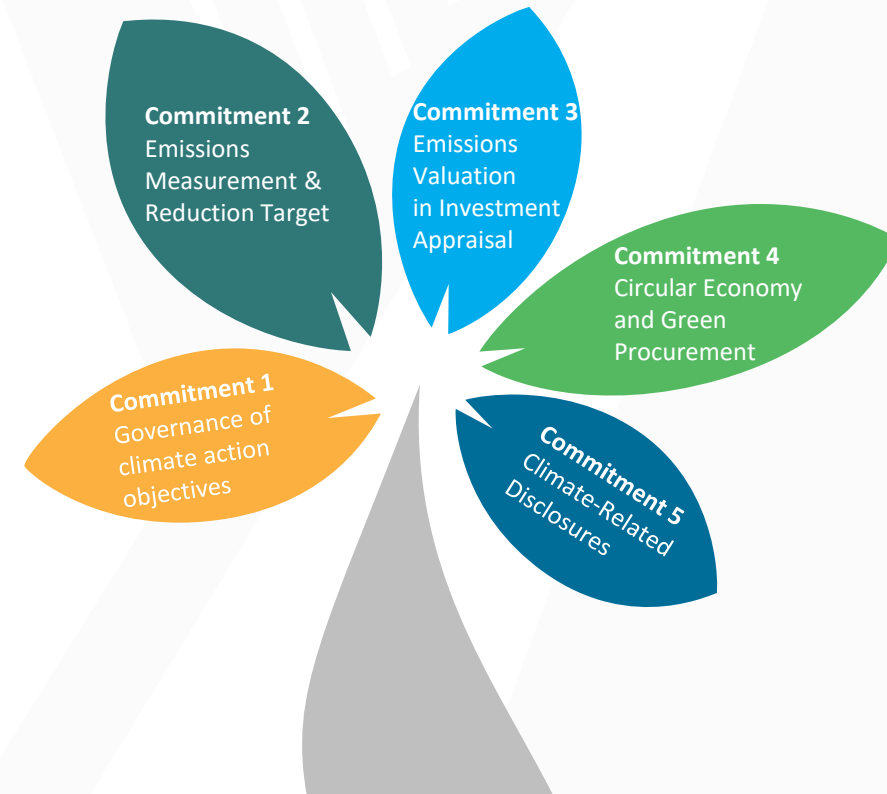 Commitment 1
Governance of
climate action
objectives
Commitment 2
Emissions
Measurement &
Reduction Target
Commitment 3
Emissions
Valuation
in Investment
Appraisal
Commitment 4
Circular Economy
and Green
Procurement
Commitment 5
Climate-Related
Disclosures